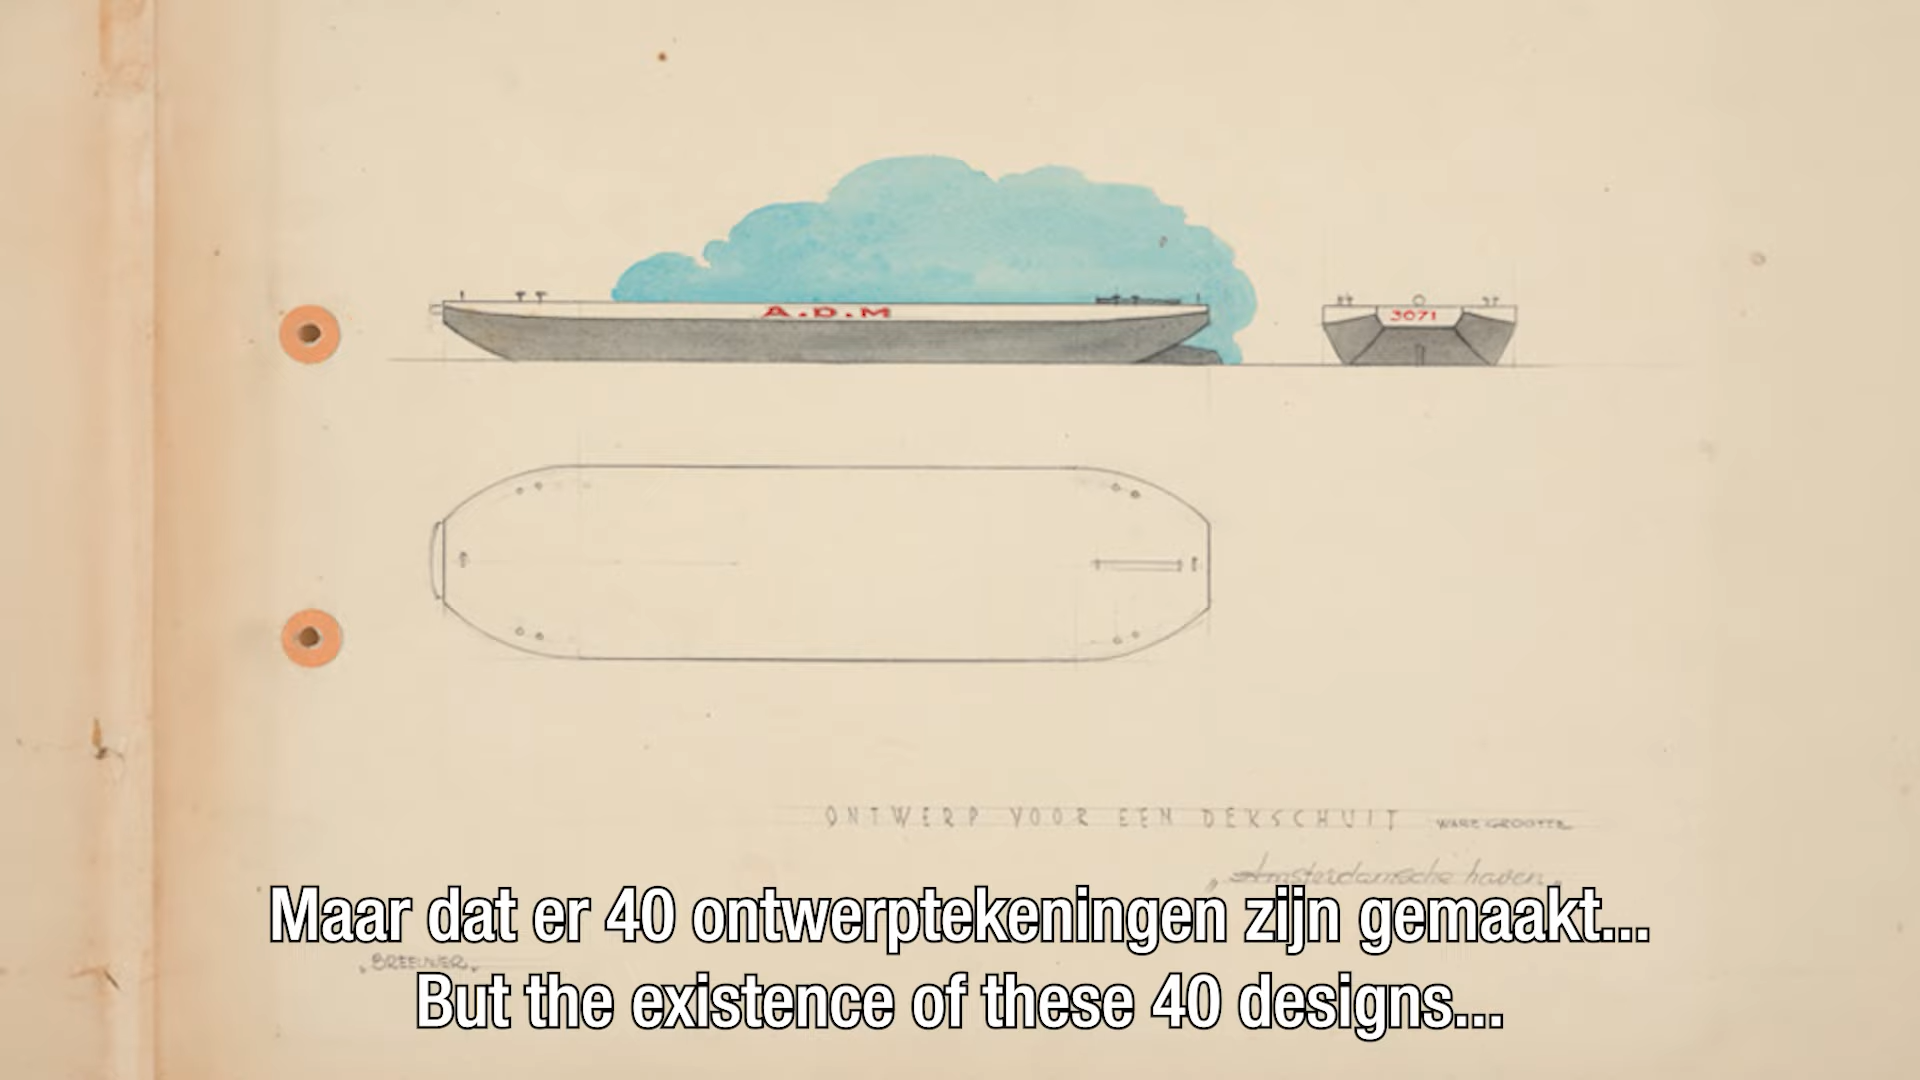 A.D.M
3071
ONTWERP VOOR EEN DEKSCHUIT WARE GROOTTE
"Amsterdamsche haven"
Maar dat er 40 ontwerptekeningen zijn gemaakt...
"BREEUWER"
But the existence of these 40 designs...